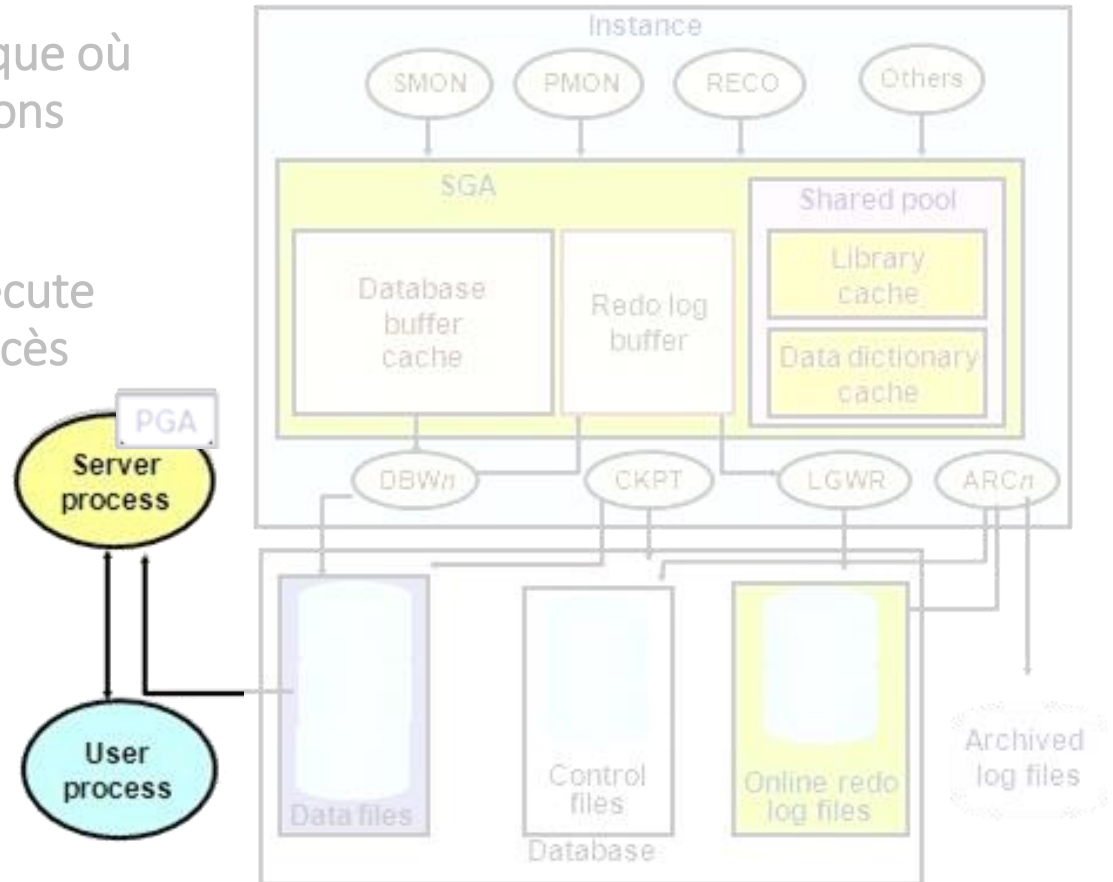 que où
ons
écute
cès
Instance
SMON
PMON
RECO
Others
SGA
Shared pool
Database
buffer
cache
Redo log
buffer
Library
cache
Data dictionary
cache
PGA
Server
process
DBWn
CKPT
LGWR
ARCn
User
process
Data files
Control
files
Online redo
log files
Archived
log files
Database